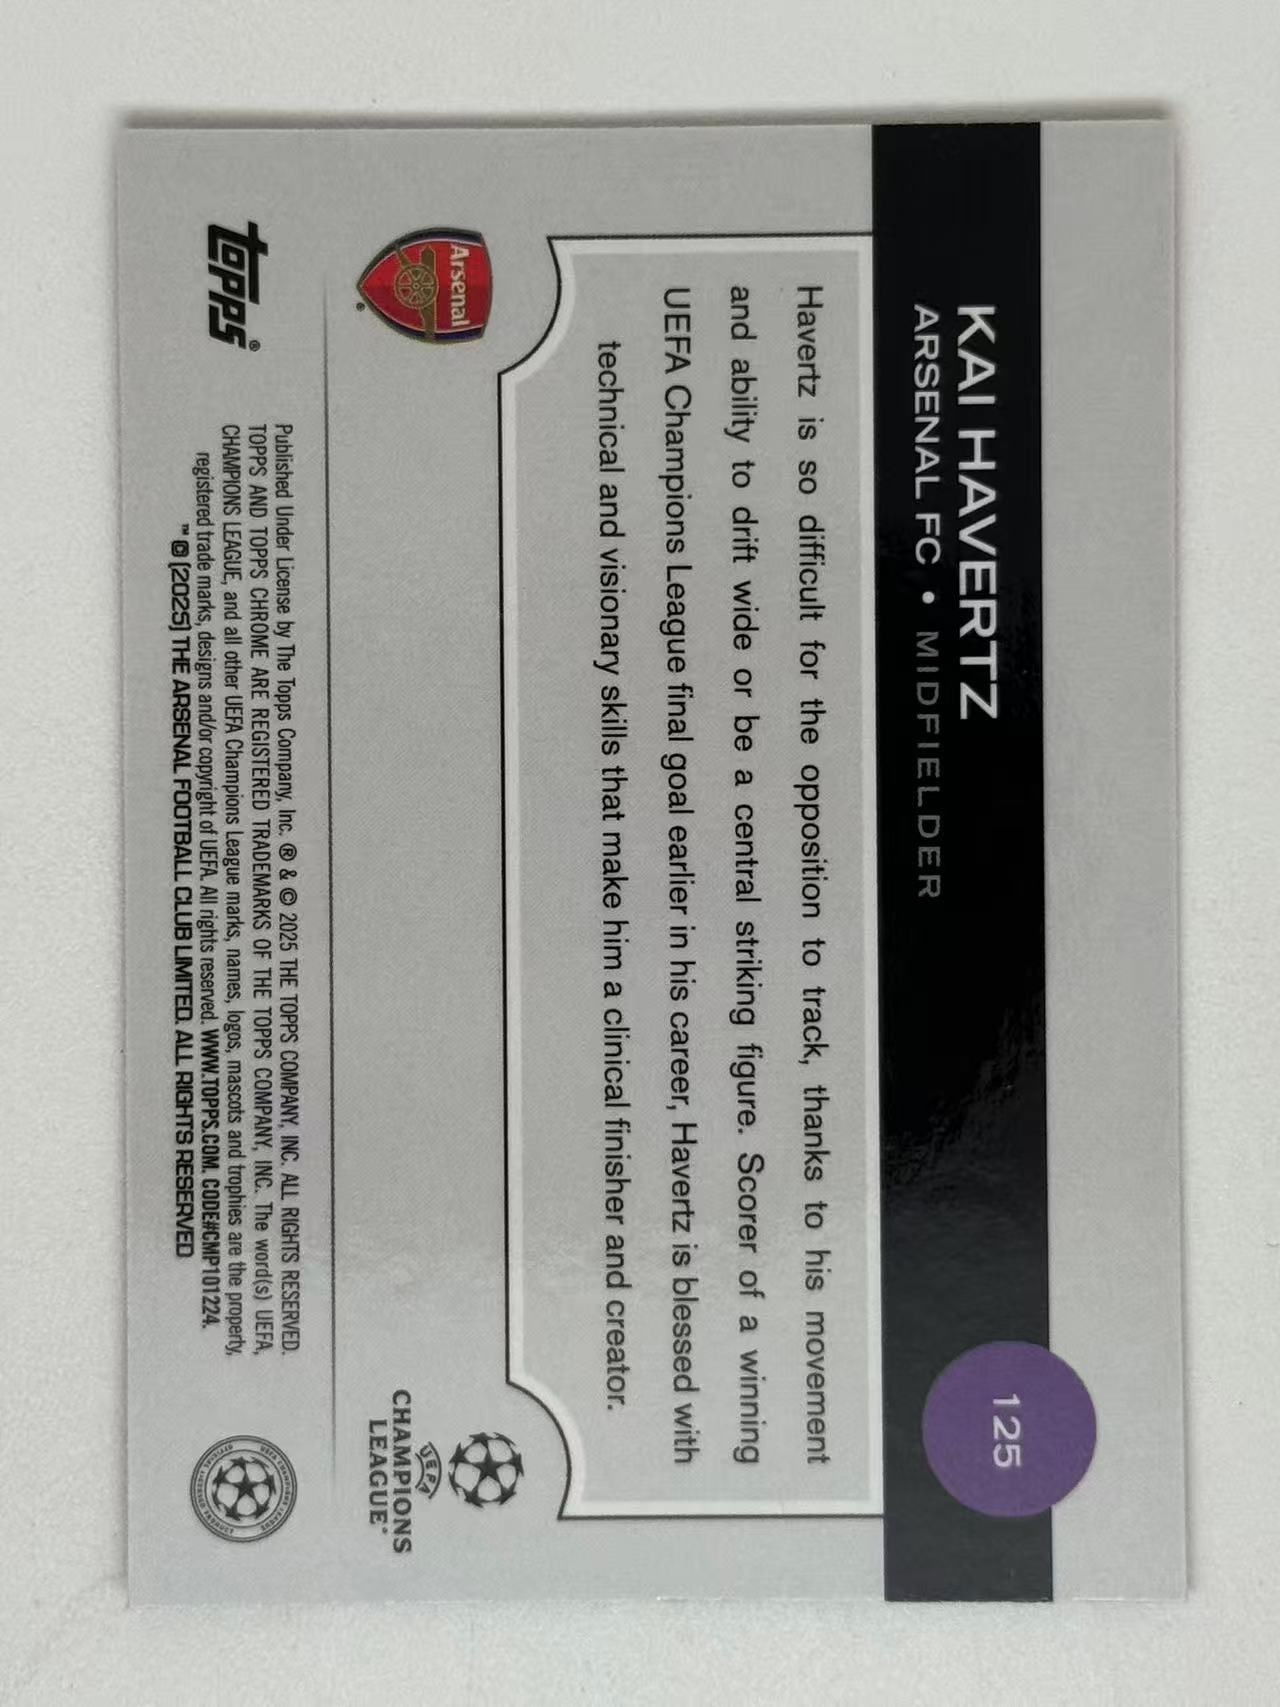 KAI HAVERTZ
ARSENAL FC • MIDFIELDER
125
Havertz is so difficult for the opposition to track, thanks to his movement
and ability to drift wide or be a central striking figure. Scorer of a winning
UEFA Champions League final goal earlier in his career, Havertz is blessed with
technical and visionary skills that make him a clinical finisher and creator.
Arsenal®
UEFA
CHAMPIONS
LEAGUE®
topps®
Published Under License by The Topps Company, Inc. ® & © 2025 THE TOPPS COMPANY, INC. ALL RIGHTS RESERVED.
TOPPS AND TOPPS CHROME ARE REGISTERED TRADEMARKS OF THE TOPPS COMPANY, INC. The word(s) UEFA,
CHAMPIONS LEAGUE, and all other UEFA Champions League marks, names, logos, mascots and trophies are the property,
registered trade marks, designs and/or copyright of UEFA. All rights reserved. WWW.TOPPS.COM. CODE#CMP101224.
™ © (2025) THE ARSENAL FOOTBALL CLUB LIMITED. ALL RIGHTS RESERVED
UEFA CHAMPIONS LEAGUE
OFFICIAL LICENSED PRODUCT